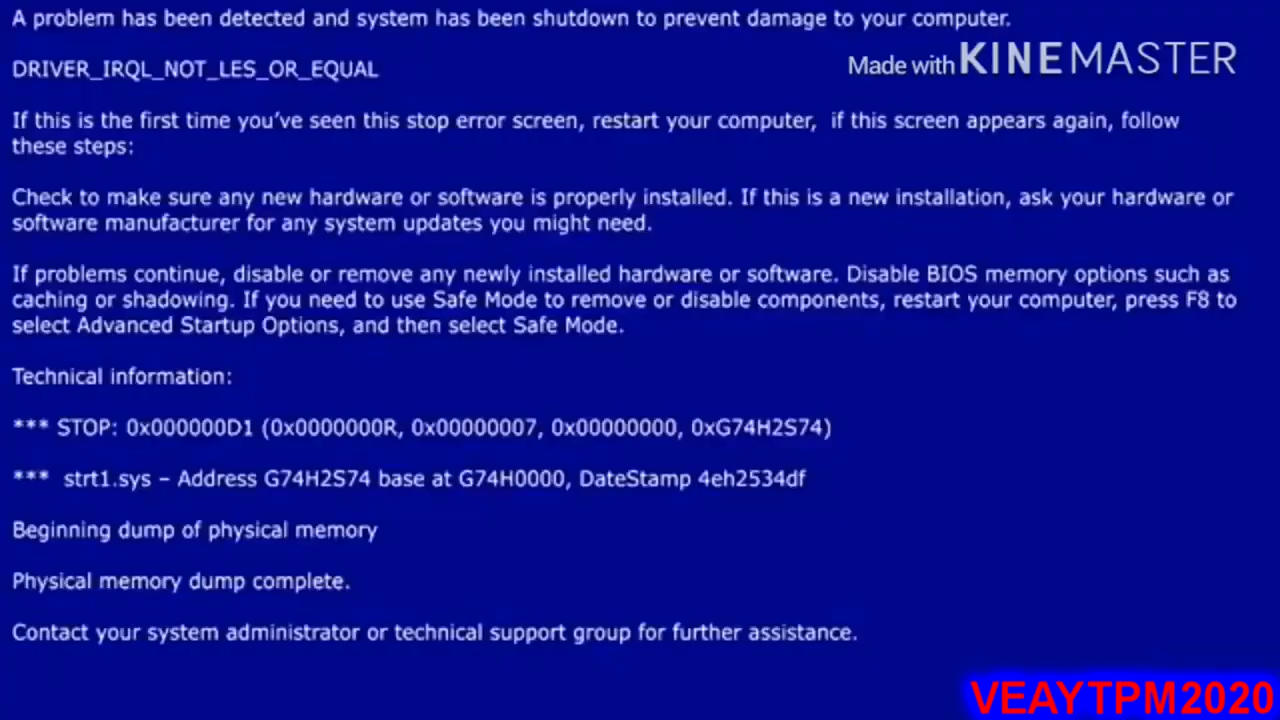 A problem has been detected and system has been shutdown to prevent damage to your computer.
Made with KINEMASTER
DRIVER_IRQL_NOT_LES_OR_EQUAL
If this is the first time you've seen this stop error screen, restart your computer,  if this screen appears again, follow
these steps:
Check to make sure any new hardware or software is properly installed. If this is a new installation, ask your hardware or
software manufacturer for any system updates you might need.
If problems continue, disable or remove any newly installed hardware or software. Disable BIOS memory options such as
caching or shadowing. If you need to use Safe Mode to remove or disable components, restart your computer, press F8 to
select Advanced Startup Options, and then select Safe Mode.
Technical information:
*** STOP: 0x000000D1 (0x0000000R, 0x00000007, 0x00000000, 0xG74H2S74)
***  strt1.sys – Address G74H2S74 base at G74H0000, DateStamp 4eh2534df
Beginning dump of physical memory
Physical memory dump complete.
Contact your system administrator or technical support group for further assistance.
VEAYTPM2020